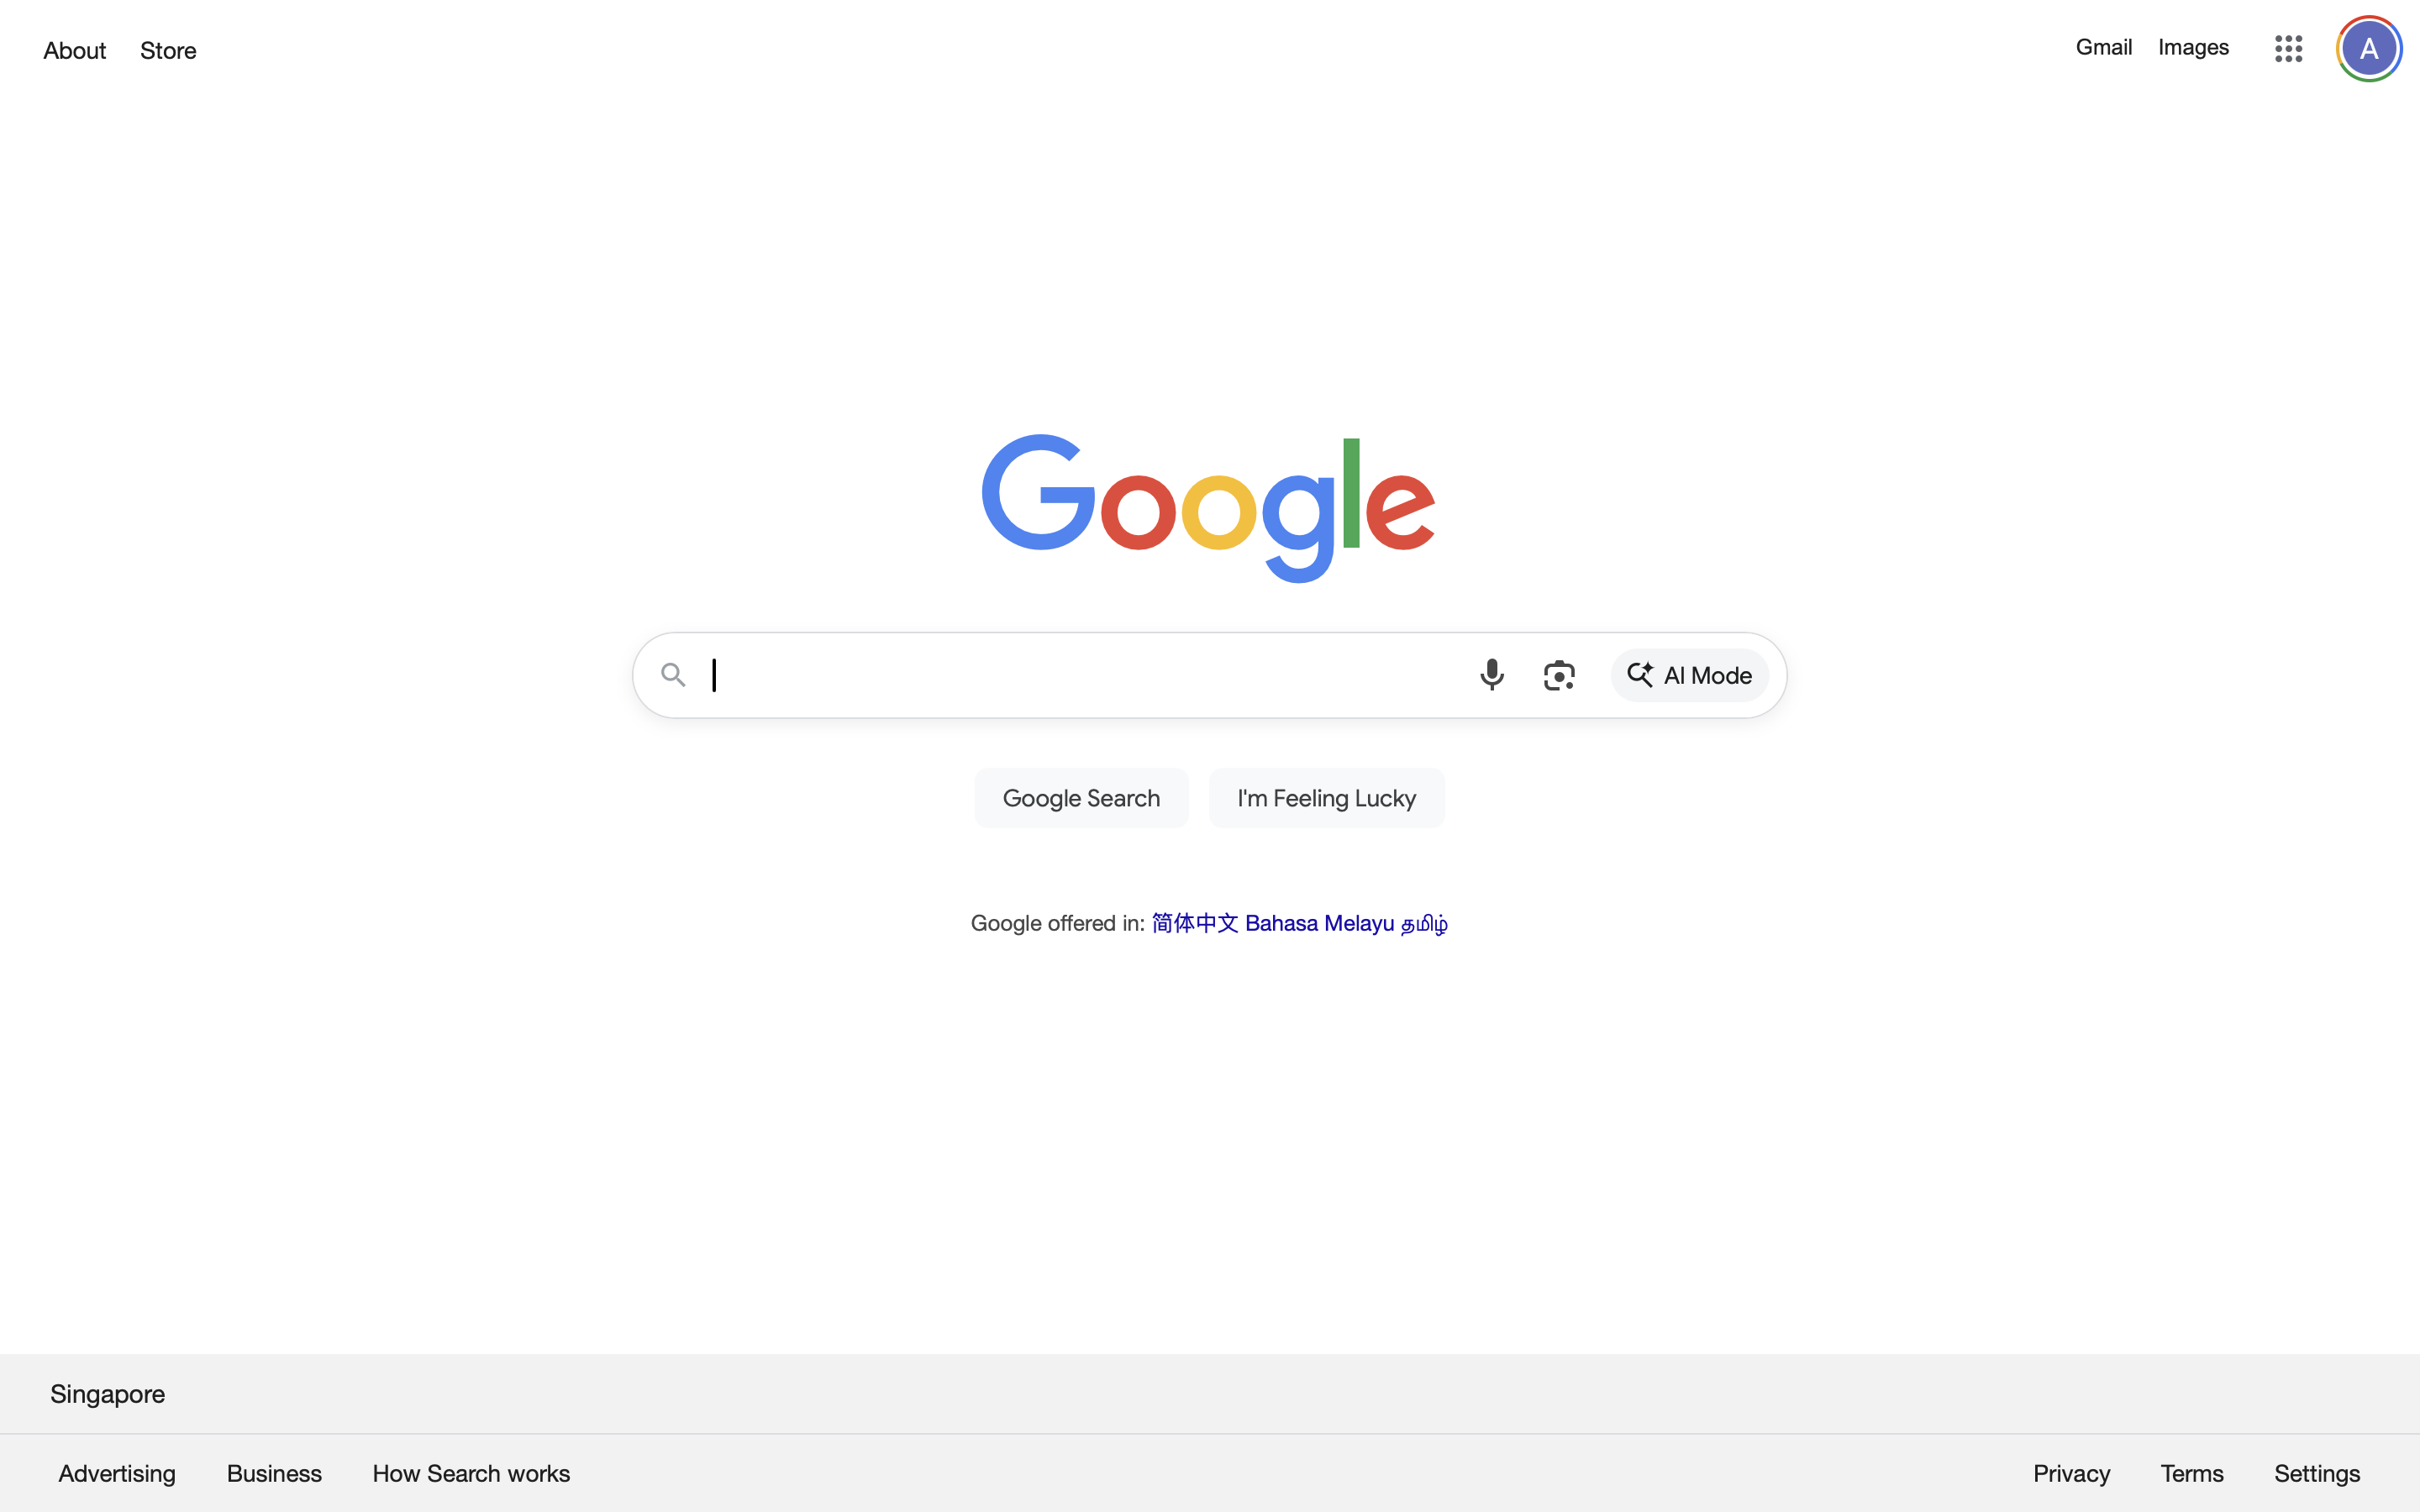 About Store Gmail Images A
Google
AI Mode
Google Search I'm Feeling Lucky
Google offered in: 简体中文 Bahasa Melayu தமிழ்
Singapore
Advertising Business How Search works Privacy Terms Settings